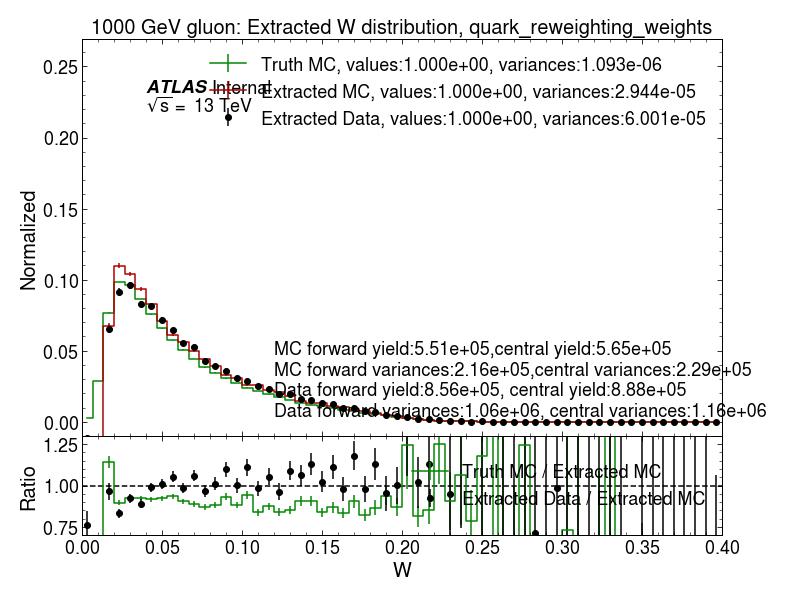 1000 GeV gluon: Extracted W distribution, quark_reweighting_weights
Truth MC, values:1.000e+00, variances:1.093e-06
ATLAS Internal
Extracted MC, values:1.000e+00, variances:2.944e-05
√s = 13 TeV
Extracted Data, values:1.000e+00, variances:6.001e-05
Normalized
0.25
0.20
0.15
0.10
0.05
0.00
MC forward yield:5.51e+05,central yield:5.65e+05
MC forward variances:2.16e+05,central variances:2.29e+05
Data forward yield:8.56e+05, central yield:8.88e+05
Data forward variances:1.06e+06, central variances:1.16e+06
Ratio
1.25
1.00
0.75
Truth MC / Extracted MC
Extracted Data / Extracted MC
0.00 0.05 0.10 0.15 0.20 0.25 0.30 0.35 0.40
W